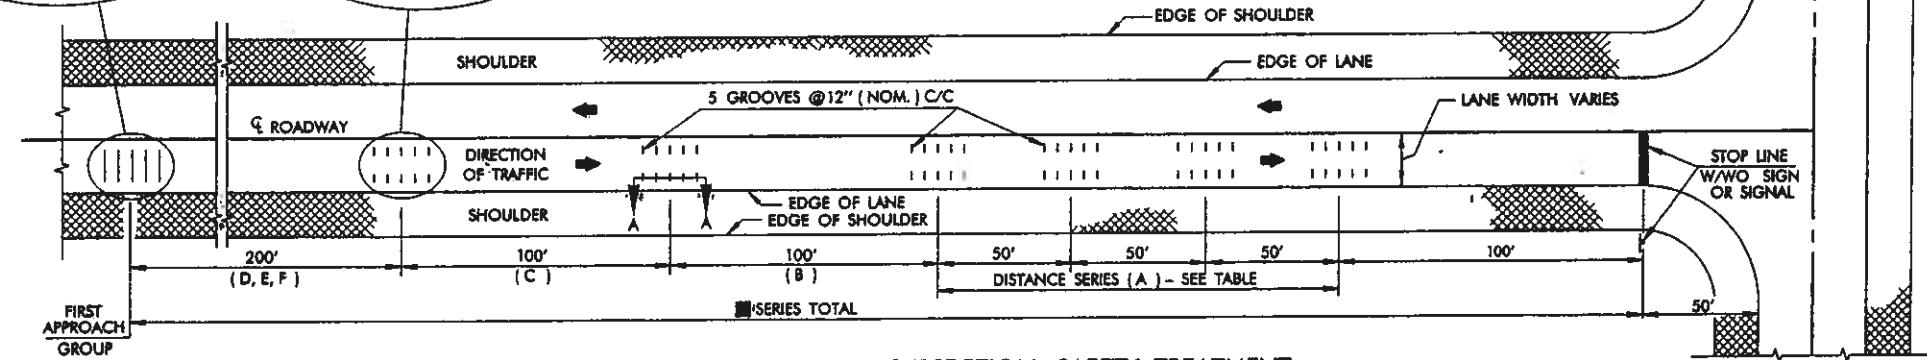 EDGE OF SHOULDER
SHOULDER
EDGE OF LANE
5 GROOVES @12" (NOM.) C/C
LANE WIDTH VARIES
℄ ROADWAY
DIRECTION
OF TRAFFIC
STOP LINE
W/WO SIGN
OR SIGNAL
EDGE OF LANE
SHOULDER
EDGE OF SHOULDER
A A
200'
(D, E, F)
100'
(C)
100'
(B)
50'
50'
50'
100'
DISTANCE SERIES (A) - SEE TABLE
SERIES TOTAL
50'
FIRST
APPROACH
GROUP